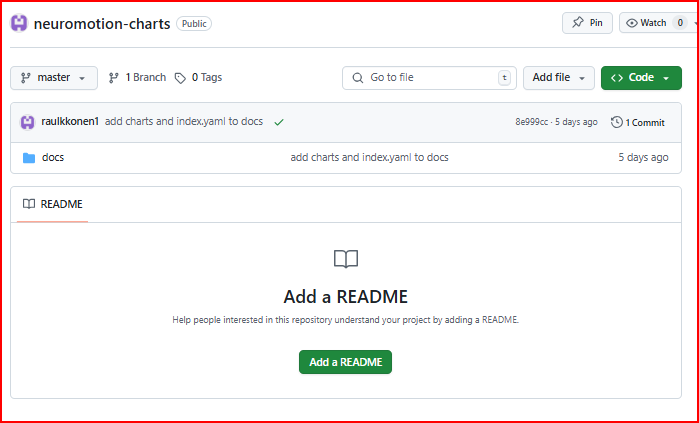 neuromotion-charts Public Pin Watch 0
master 1 Branch 0 Tags Go to file t Add file Code
raulkkonen1 add charts and index.yaml to docs 8e999cc · 5 days ago 1 Commit
docs add charts and index.yaml to docs 5 days ago
README
Add a README
Help people interested in this repository understand your project by adding a README.
Add a README